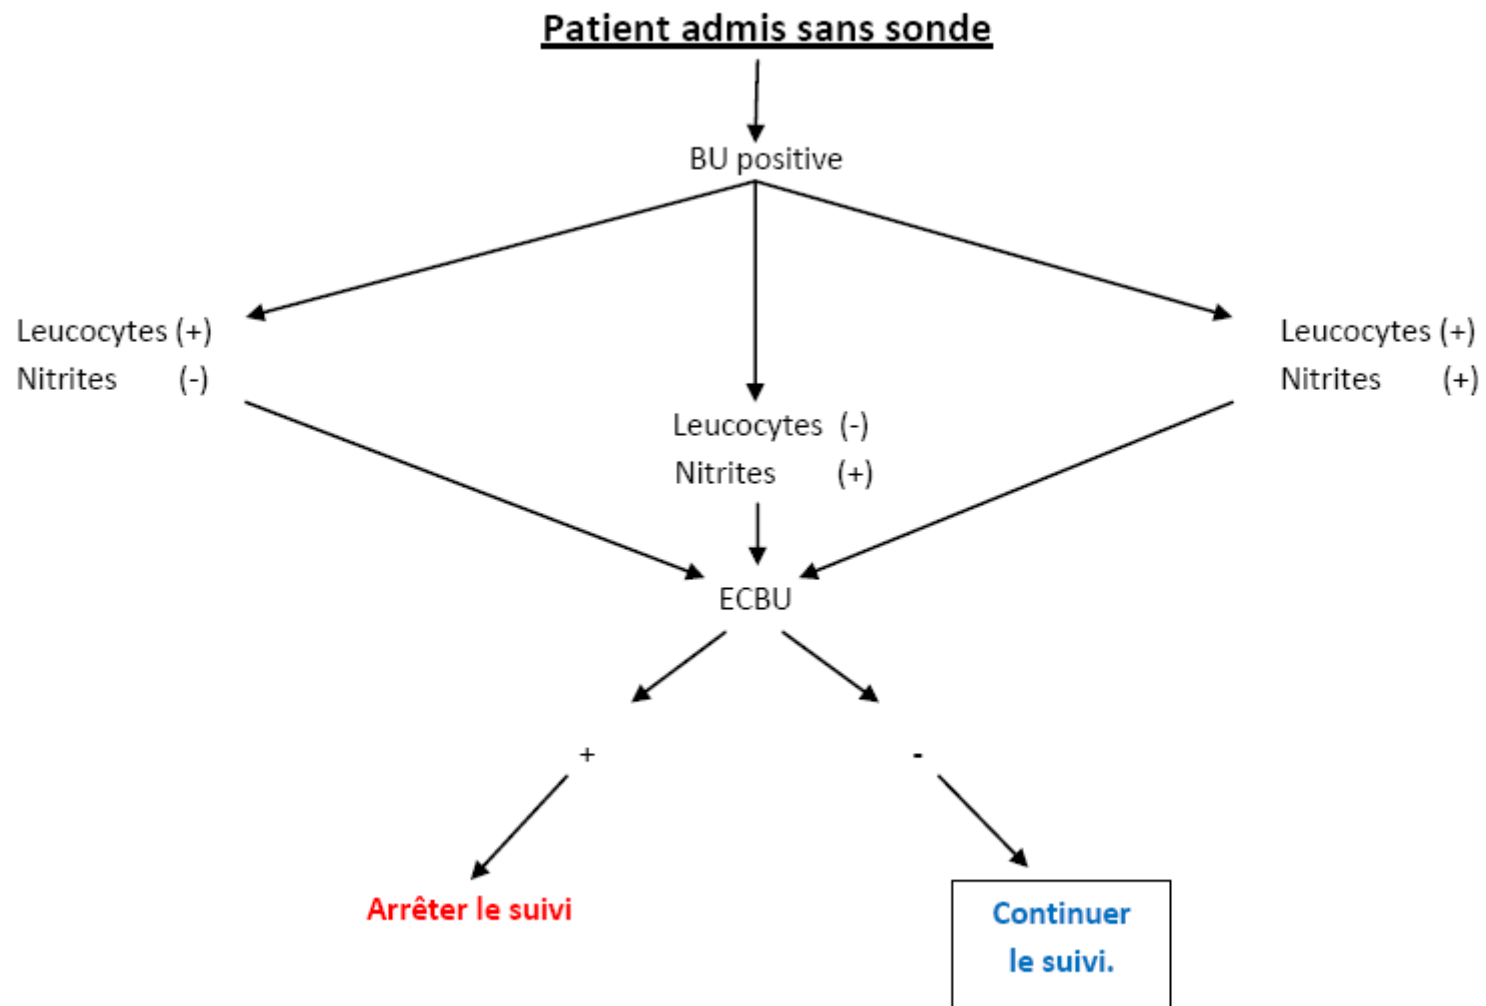 Patient admis sans sonde
BU positive
Leucocytes (+)
Nitrites (-)
Leucocytes (-)
Nitrites (+)
Leucocytes (+)
Nitrites (+)
ECBU
+
-
Arrêter le suivi
Continuer
le suivi.